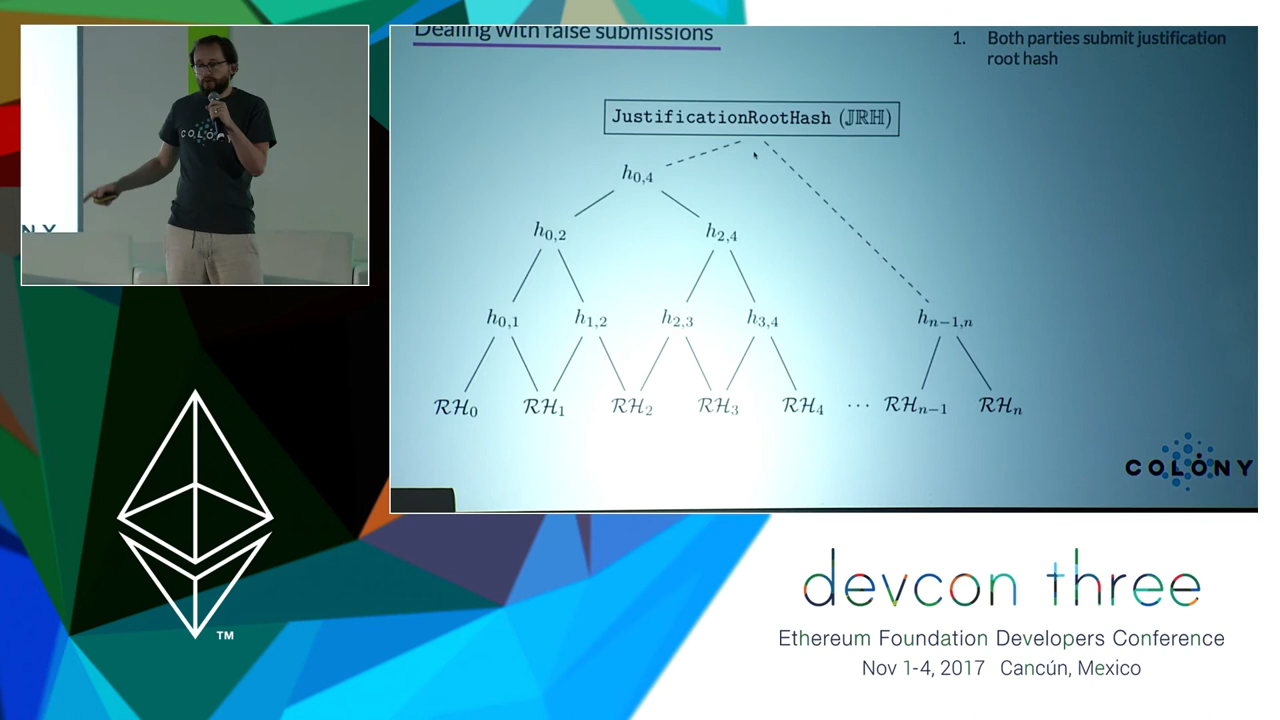 Dealing with false submissions
1. Both parties submit justification
root hash
JustificationRootHash (JRH)
h0,4
h0,2 h2,4
h0,1 h1,2 h2,3 h3,4 hn−1,n
RH0 RH1 RH2 RH3 RH4 ··· RHn−1 RHn
COLONY
COLONY
NY
TM
devcon three
Ethereum Foundation Developers Conference
Nov 1-4, 2017 Cancún, Mexico